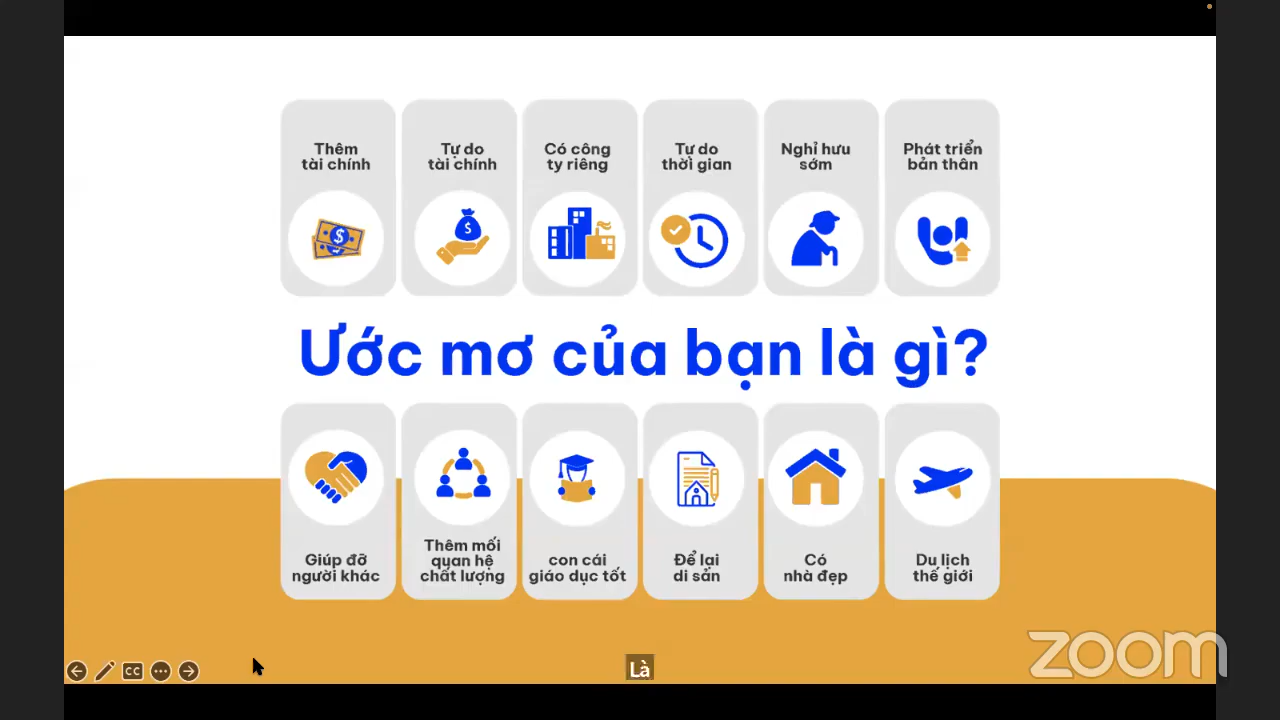 Thêm
tài chính
Tự do
tài chính
Có công
ty riêng
Tự do
thời gian
Nghỉ hưu
sớm
Phát triển
bản thân
$
$
Ước mơ của bạn là gì?
Giúp đỡ
người khác
Thêm mối
quan hệ
chất lượng
con cái
giáo dục tốt
Để lại
di sản
Có
nhà đẹp
Du lịch
thế giới
CC
Là
zoom